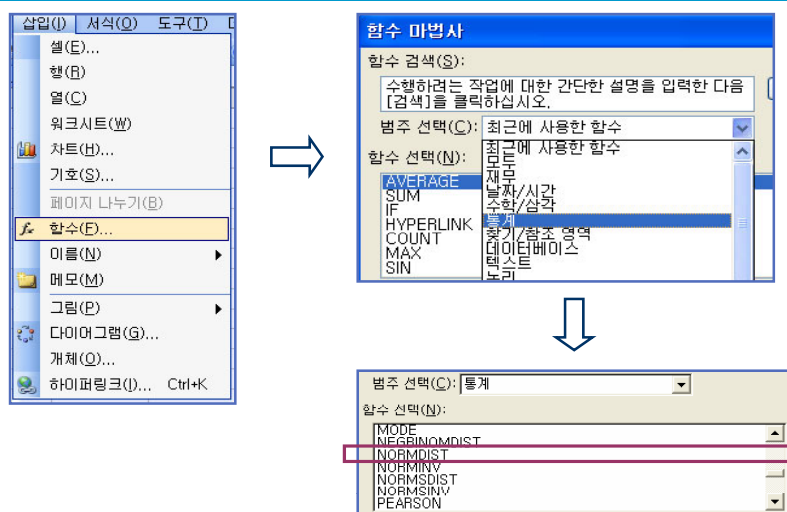 삽입(I) 서식(O) 도구(T)
셀(E)...
행(R)
열(C)
워크시트(W)
차트(H)...
기호(S)...
페이지 나누기(B)
fx 함수(F)...
이름(N)
메모(M)
그림(P)
다이어그램(G)...
개체(O)...
하이퍼링크(I)... Ctrl+K
함수 마법사
함수 검색(S):
수행하려는 작업에 대한 간단한 설명을 입력한 다음
[검색]을 클릭하십시오.
범주 선택(C): 최근에 사용한 함수
최근에 사용한 함수
모두
재무
날짜/시간
수학/삼각
통계
찾기/참조 영역
데이터베이스
텍스트
논리
함수 선택(N):
AVERAGE
SUM
IF
HYPERLINK
COUNT
MAX
SIN
범주 선택(C): 통계
함수 선택(N):
MODE
NEGBINOMDIST
NORMDIST
NORMINV
NORMSDIST
NORMSINV
PEARSON